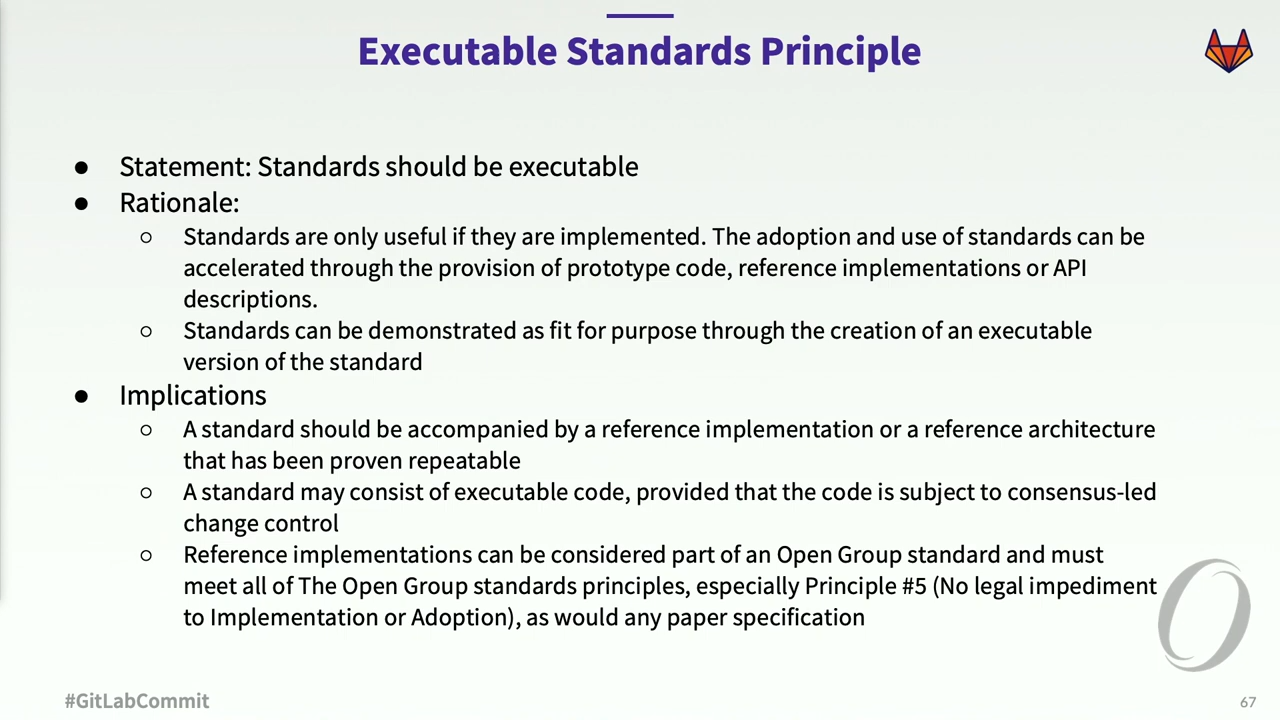 Executable Standards Principle
● Statement: Standards should be executable
● Rationale:
○ Standards are only useful if they are implemented. The adoption and use of standards can be
accelerated through the provision of prototype code, reference implementations or API
descriptions.
○ Standards can be demonstrated as fit for purpose through the creation of an executable
version of the standard
● Implications
○ A standard should be accompanied by a reference implementation or a reference architecture
that has been proven repeatable
○ A standard may consist of executable code, provided that the code is subject to consensus-led
change control
○ Reference implementations can be considered part of an Open Group standard and must
meet all of The Open Group standards principles, especially Principle #5 (No legal impediment
to Implementation or Adoption), as would any paper specification
#GitLabCommit
67